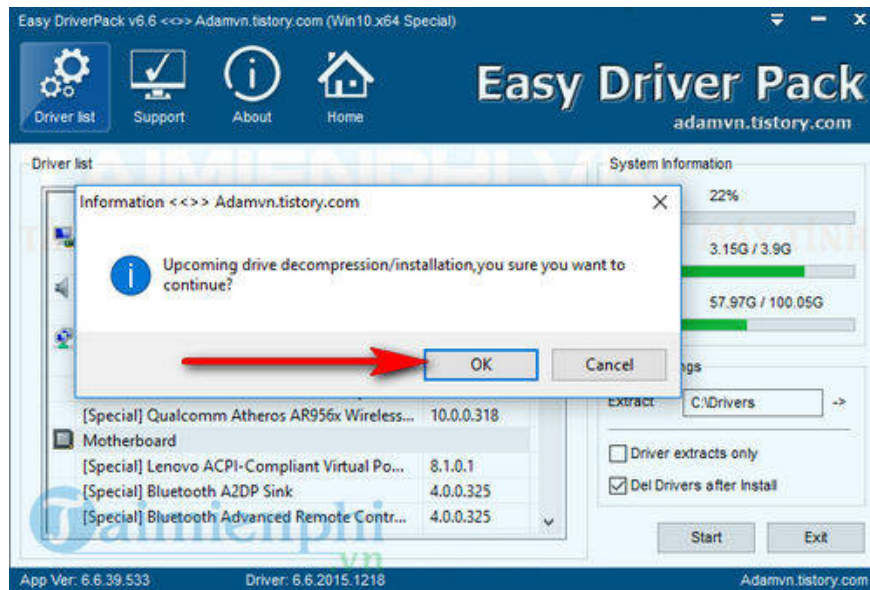 Easy DriverPack v6.6 <<>> Adamvn.tistory.com (Win10.x64 Special)
Driver list
Support
About
Home
Easy Driver Pack
adamvn.tistory.com
Driver list
System Information
Information <<>> Adamvn.tistory.com
22%
3.15G / 3.9G
Upcoming drive decompression/installation,you sure you want to
continue?
57.97G / 100.05G
OK
Cancel
Extract
C:\Drivers
->
[Special] Qualcomm Atheros AR956x Wireless... 10.0.0.318
Motherboard
[Special] Lenovo ACPI-Compliant Virtual Po... 8.1.0.1
[Special] Bluetooth A2DP Sink 4.0.0.325
[Special] Bluetooth Advanced Remote Contr... 4.0.0.325
Driver extracts only
Del Drivers after Install
Start
Exit
Taimienphi
.vn
App Ver: 6.6.39.533
Driver: 6.6.2015.1218
Adamvn.tistory.com